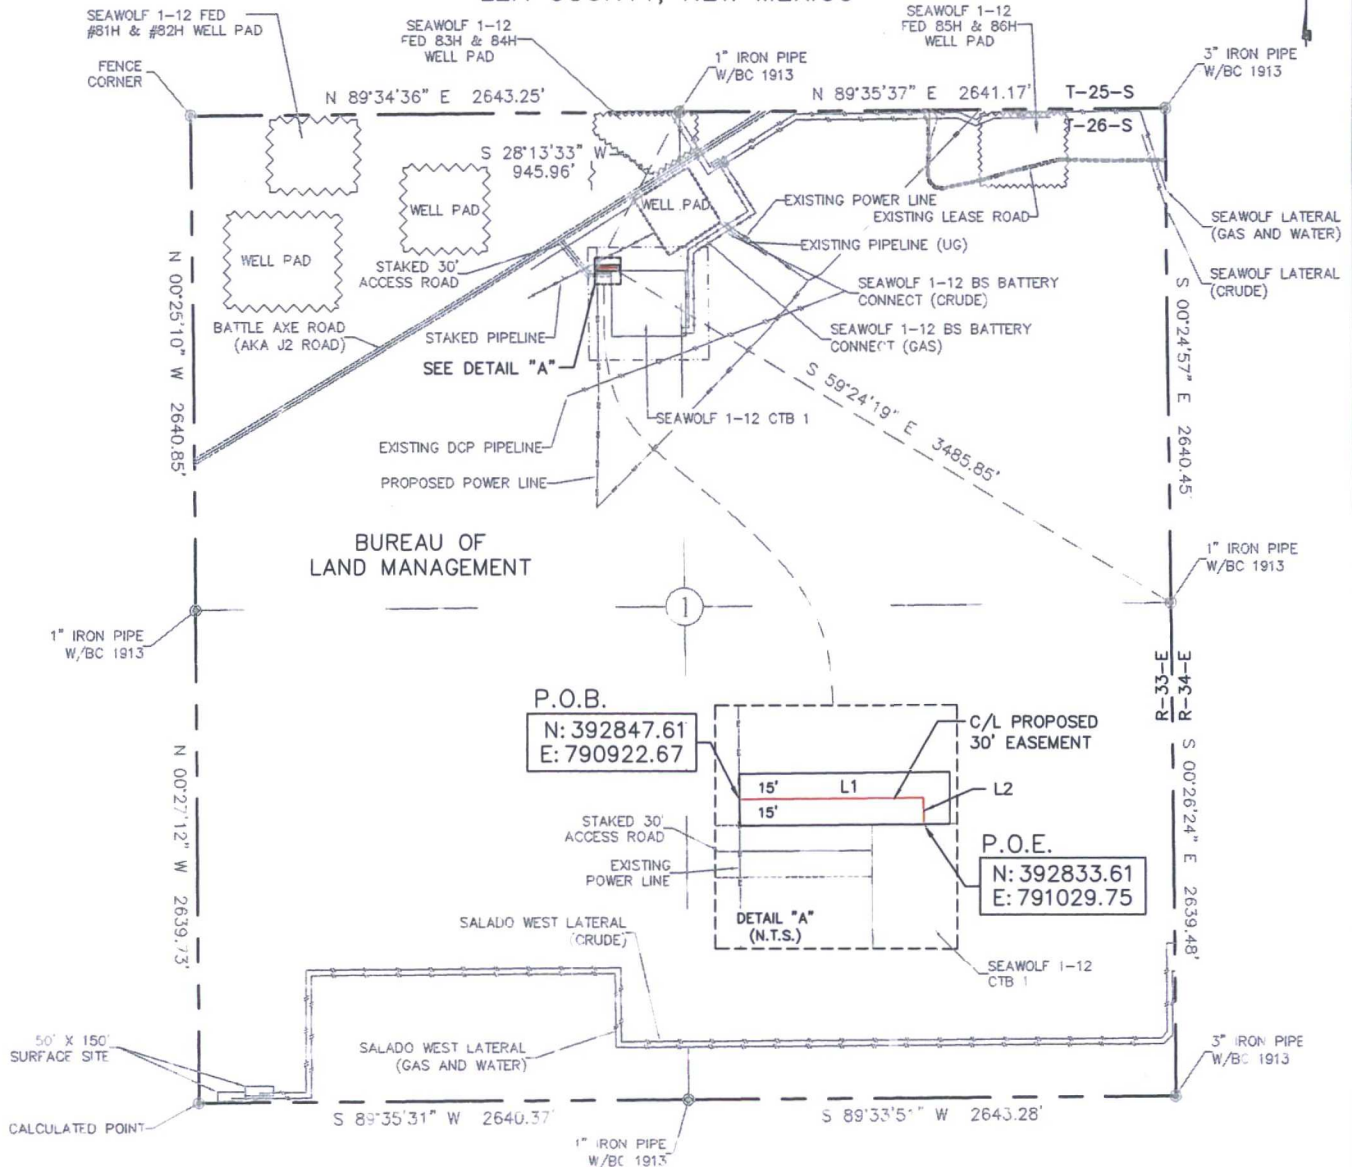 SEAWOLF 1-12 FED
#81H & #82H WELL PAD
SEAWOLF 1-12
FED 83H & 84H
WELL PAD
SEAWOLF 1-12
FED 85H & 86H
WELL PAD
FENCE
CORNER
1" IRON PIPE
W/BC 1913
3" IRON PIPE
W/BC 1913
N 89°34'36" E 2643.25'
N 89°35'37" E 2641.17'
T-25-S
T-26-S
S 28°13'33" W
945.96'
WELL PAD
WELL PAD
WELL PAD
EXISTING POWER LINE
EXISTING LEASE ROAD
EXISTING PIPELINE (UG)
SEAWOLF LATERAL
(GAS AND WATER)
SEAWOLF LATERAL
(CRUDE)
STAKED 30'
ACCESS ROAD
SEAWOLF 1-12 BS BATTERY
CONNECT (CRUDE)
SEAWOLF 1-12 BS BATTERY
CONNECT (GAS)
BATTLE AXE ROAD
(AKA J2 ROAD)
STAKED PIPELINE
SEE DETAIL "A"
N 00°25'10" W 2640.85'
S 00°24'57" E 2640.45'
S 59°24'19" E 3485.85'
SEAWOLF 1-12 CTB 1
EXISTING DCP PIPELINE
PROPOSED POWER LINE
BUREAU OF
LAND MANAGEMENT
1" IRON PIPE
W/BC 1913
1" IRON PIPE
W/BC 1913
1
R-33-E
R-34-E
P.O.B.
N: 392847.61
E: 790922.67
C/L PROPOSED
30' EASEMENT
15'
L1
15'
L2
STAKED 30'
ACCESS ROAD
EXISTING
POWER LINE
P.O.E.
N: 392833.61
E: 791029.75
DETAIL "A"
(N.T.S.)
SEAWOLF 1-12
CTB 1
N 00°27'12" W 2639.73'
S 00°26'24" E 2639.48'
SALADO WEST LATERAL
(CRUDE)
50' X 150'
SURFACE SITE
SALADO WEST LATERAL
(GAS AND WATER)
3" IRON PIPE
W/BC 1913
CALCULATED POINT
S 89°35'31" W 2640.37'
S 89°33'51" W 2643.28'
1" IRON PIPE
W/BC 1913